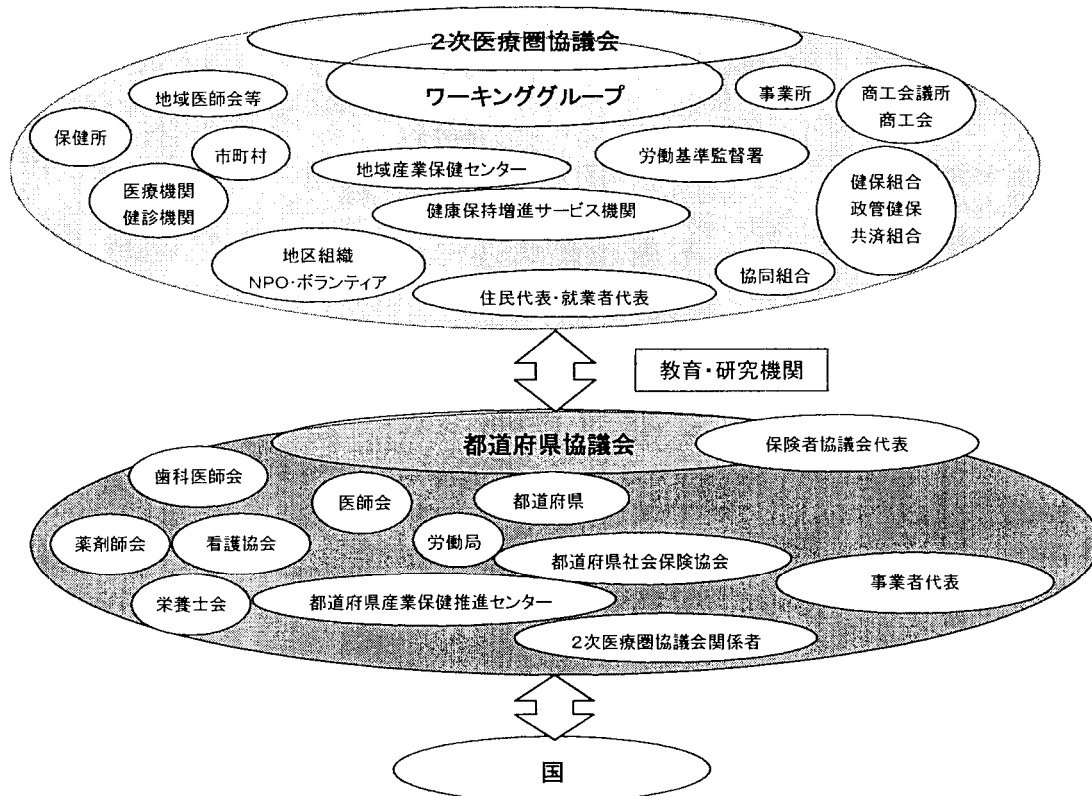 2次医療圏協議会
ワーキンググループ
地域医師会等
事業所
商工会議所
商工会
保健所
市町村
地域産業保健センター
労働基準監督署
医療機関
健診機関
健康保持増進サービス機関
健保組合
政管健保
共済組合
地区組織
NPO・ボランティア
住民代表・就業者代表
協同組合
教育・研究機関
都道府県協議会
保険者協議会代表
歯科医師会
医師会
都道府県
薬剤師会
看護協会
労働局
都道府県社会保険協会
事業者代表
栄養士会
都道府県産業保健推進センター
2次医療圏協議会関係者
国